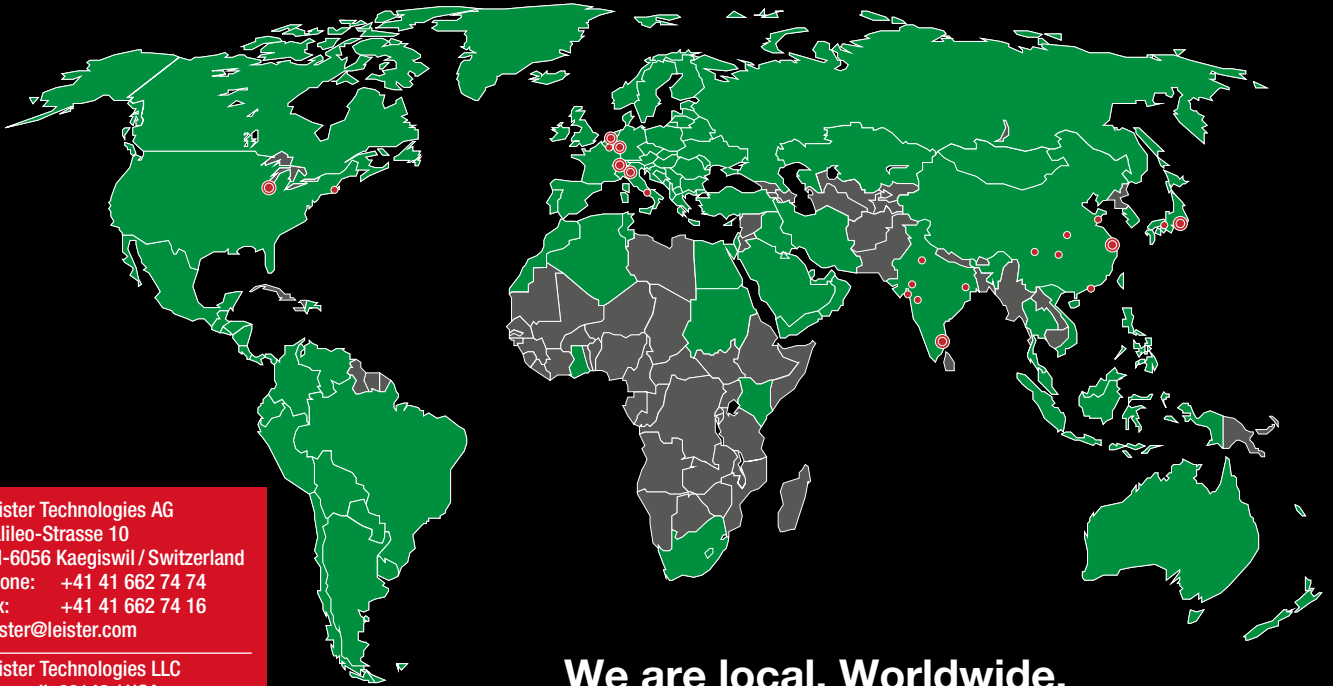 ister Technologies AG
lileo-Strasse 10
-6056 Kaegiswil / Switzerland
one: +41 41 662 74 74
x: +41 41 662 74 16
ster@leister.com
ister Technologies LLC
We are local. Worldwide.